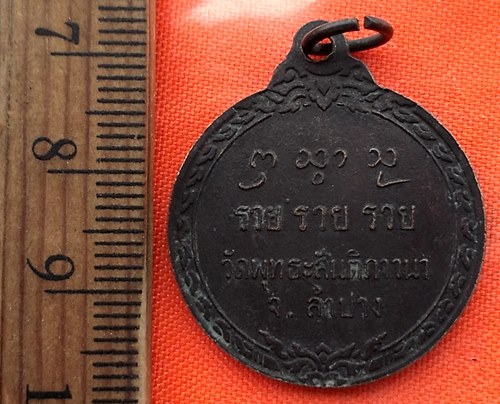 7
8
9
รวย รวย รวย
วัดพุทธะสันติภาวนา
จ. ลำปาง